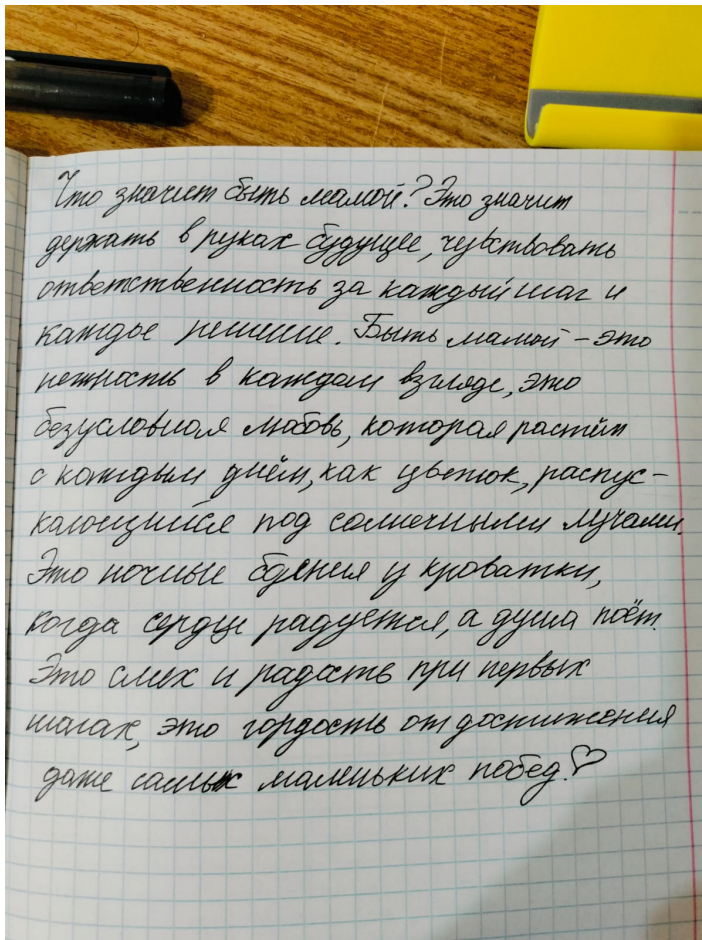 Что значит быть мамой? Это значит
держать в руках будущее, чувствовать
ответственность за каждый шаг и
каждое решение. Быть мамой – это
нежность в каждом взгляде, это
безусловная любовь, которая растёт
с каждым днём, как цветок, распус-
кающийся под солнечными лучами.
Это ночные бдения у кроватки,
когда сердце радуется, а душа поёт.
Это смех и радость при первых
шагах, это гордость от достижения
даже самых маленьких побед.♡